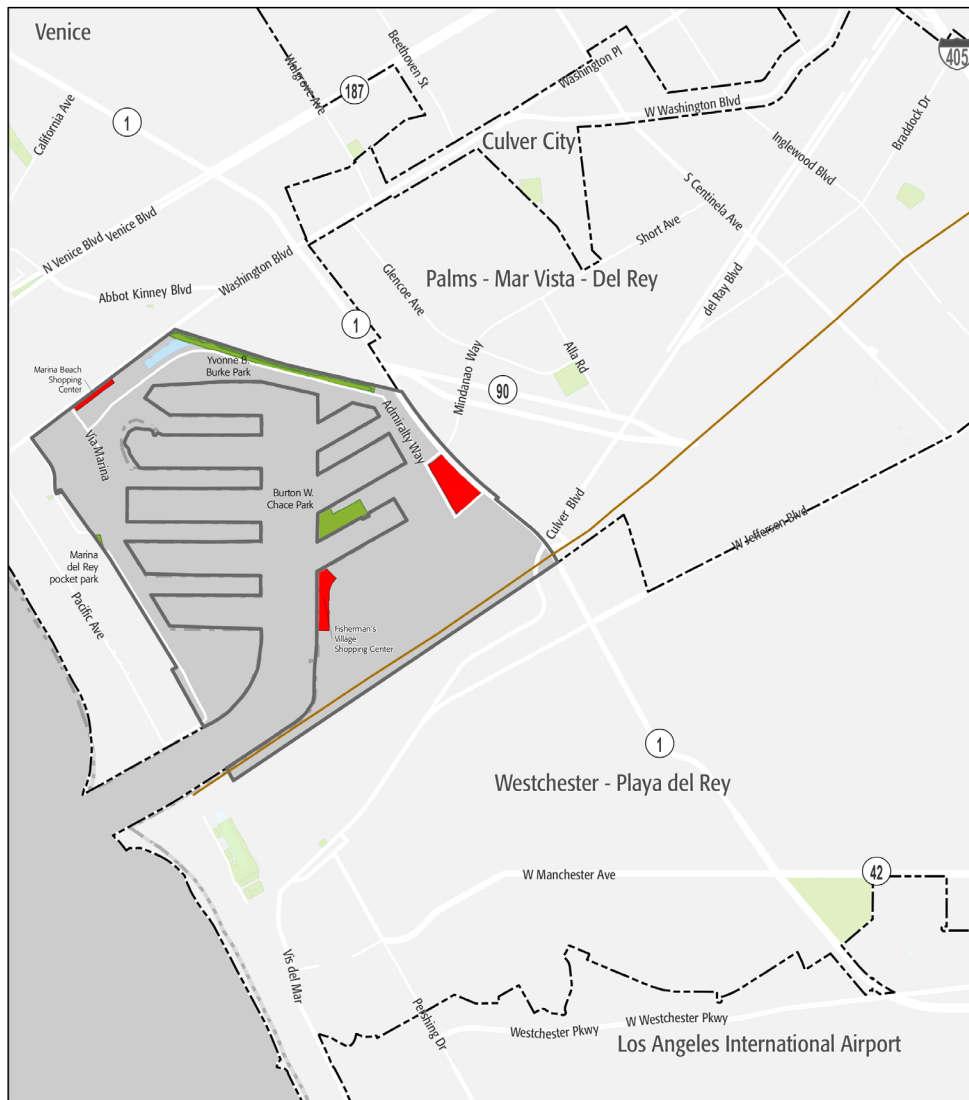 Venice
405
Beethoven St
Walgrove Ave
Washington Pl
187
W Washington Blvd
California Ave
1
Braddock Dr
Culver City
Inglewood Blvd
S Centinela Ave
Short Ave
N Venice Blvd
Venice Blvd
Washington Blvd
Abbot Kinney Blvd
Glencoe Ave
Palms - Mar Vista - Del Rey
del Ray Blvd
1
Mindanao Way
Alla Rd
Marina Beach
Shopping
Center
Yvonne B.
Burke Park
90
Admiralty Way
Via Marina
Burton W.
Chace Park
Culver Blvd
W Jefferson Blvd
Marina
del Rey
pocket park
Pacific Ave
Fisherman's
Village
Shopping Center
1
Westchester - Playa del Rey
W Manchester Ave
42
Vis del Mar
Pershing Dr
Westchester Pkwy
W Westchester Pkwy
Los Angeles International Airport